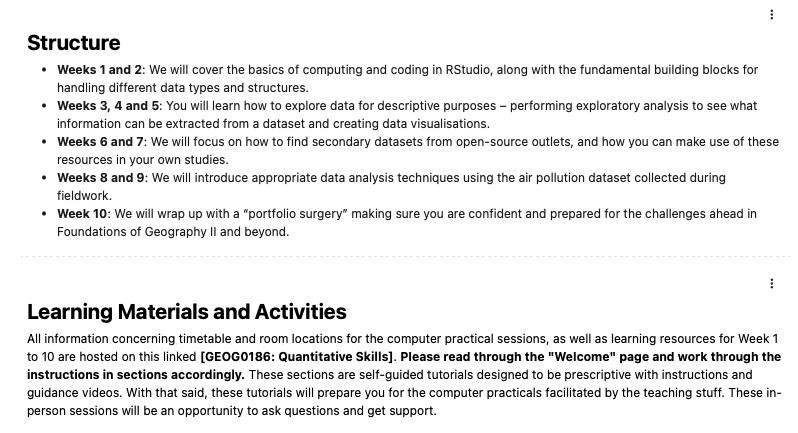 Structure
• Weeks 1 and 2: We will cover the basics of computing and coding in RStudio, along with the fundamental building blocks for
handling different data types and structures.
• Weeks 3, 4 and 5: You will learn how to explore data for descriptive purposes – performing exploratory analysis to see what
information can be extracted from a dataset and creating data visualisations.
• Weeks 6 and 7: We will focus on how to find secondary datasets from open-source outlets, and how you can make use of these
resources in your own studies.
• Weeks 8 and 9: We will introduce appropriate data analysis techniques using the air pollution dataset collected during
fieldwork.
• Week 10: We will wrap up with a “portfolio surgery” making sure you are confident and prepared for the challenges ahead in
Foundations of Geography II and beyond.
Learning Materials and Activities
All information concerning timetable and room locations for the computer practical sessions, as well as learning resources for Week 1
to 10 are hosted on this linked [GEOG0186: Quantitative Skills]. Please read through the "Welcome" page and work through the
instructions in sections accordingly. These sections are self-guided tutorials designed to be prescriptive with instructions and
guidance videos. With that said, these tutorials will prepare you for the computer practicals facilitated by the teaching stuff. These in-
person sessions will be an opportunity to ask questions and get support.